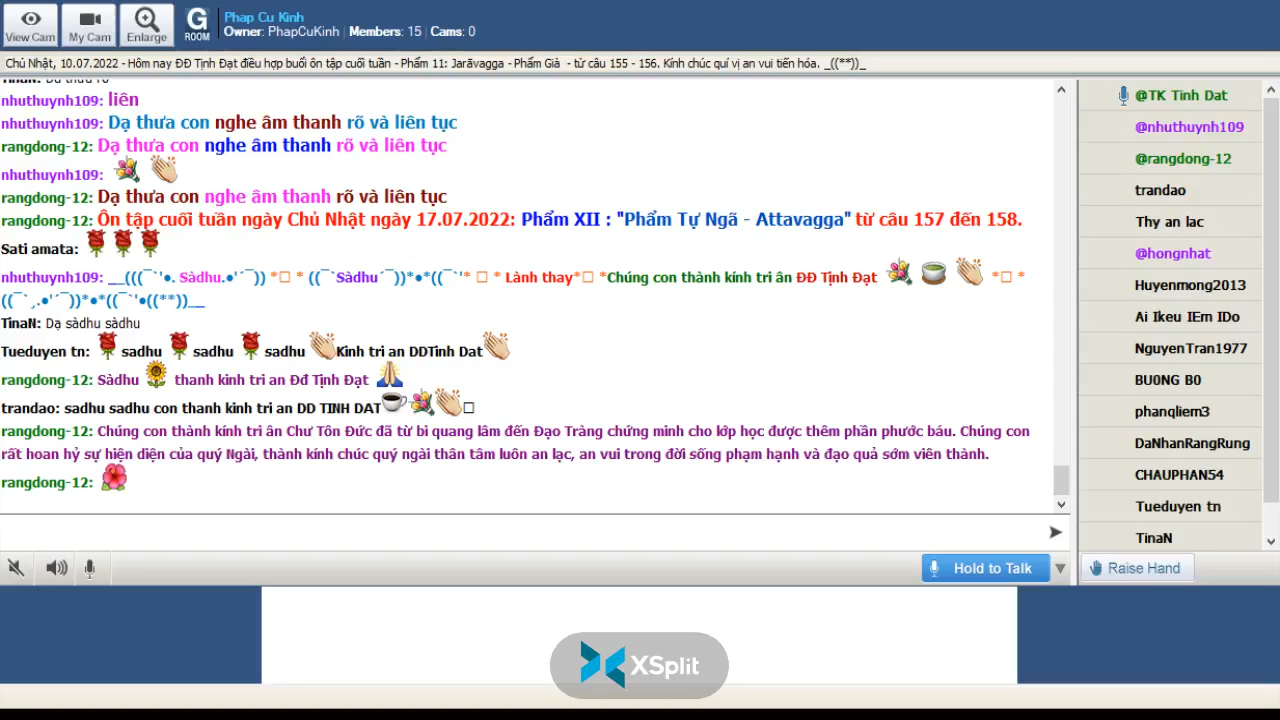 Phap Cu Kinh
Owner: PhapCuKinh | Members: 15 | Cams: 0
View Cam
My Cam
Enlarge
G ROOM
Chủ Nhật, 10.07.2022 - Hôm nay ĐĐ Tịnh Đạt điều hợp buổi ôn tập cuối tuần - Phẩm 11: Jarāvagga - Phẩm Già - từ câu 155 - 156. Kính chúc quí vị an vui tiến hóa. _((**))_
nhuthuynh109: liên
nhuthuynh109: Dạ thưa con nghe âm thanh rõ và liên tục
rangdong-12: Dạ thưa con nghe âm thanh rõ và liên tục
nhuthuynh109:
rangdong-12: Dạ thưa con nghe âm thanh rõ và liên tục
rangdong-12: Ôn tập cuối tuần ngày Chủ Nhật ngày 17.07.2022: Phẩm XII : "Phẩm Tự Ngã - Attavagga" từ câu 157 đến 158.
Sati amata:
nhuthuynh109: __(((¯`'•. Sàdhu.•'´¯)) *□ * ((¯`Sàdhu´¯))*•*((¯`'* □ * Lành thay*□ *Chúng con thành kính tri ân ĐĐ Tịnh Đạt *□ *
((¯`¸.•'´¯))*•*((¯`'•((**))__
TinaN: Dạ sàdhu sàdhu
Tueduyen tn: sadhu sadhu sadhu Kinh tri an DDTinh Dat
rangdong-12: Sàdhu thanh kinh tri an Đđ Tịnh Đạt
trandao: sadhu sadhu con thanh kinh tri an DD TINH DAT □
rangdong-12: Chúng con thành kính tri ân Chư Tôn Đức đã từ bi quang lâm đến Đạo Tràng chứng minh cho lớp học được thêm phần phước báu. Chúng con
rất hoan hỷ sự hiện diện của quý Ngài, thành kính chúc quý ngài thân tâm luôn an lạc, an vui trong đời sống phạm hạnh và đạo quả sớm viên thành.
rangdong-12:
Hold to Talk
@TK Tinh Dat
@nhuthuynh109
@rangdong-12
trandao
Thy an lac
@hongnhat
Huyenmong2013
Ai Ikeu IEm IDo
NguyenTran1977
BU0NG B0
phanqliem3
DaNhanRangRung
CHAUPHAN54
Tueduyen tn
TinaN
Raise Hand
XSplit